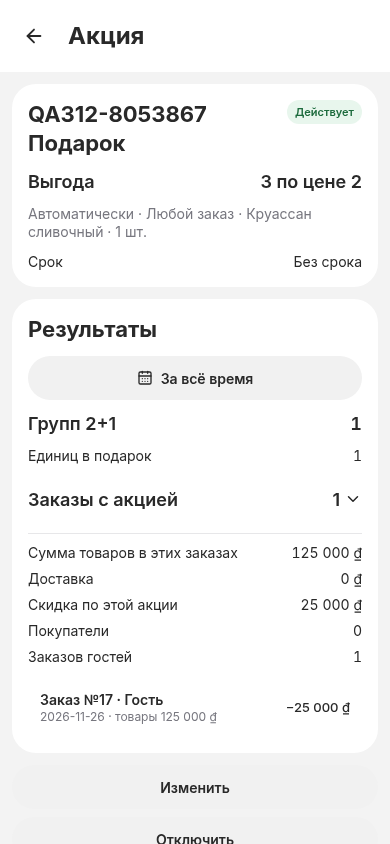 Акция
QA312-8053867
Подарок
Действует
Выгода
3 по цене 2
Автоматически · Любой заказ · Круассан
сливочный · 1 шт.
Срок
Без срока
Результаты
За всё время
Групп 2+1
1
Единиц в подарок
1
Заказы с акцией
1
Сумма товаров в этих заказах
125 000 ₫
Доставка
0 ₫
Скидка по этой акции
25 000 ₫
Покупатели
0
Заказов гостей
1
Заказ №17 · Гость
2026-11-26 · товары 125 000 ₫
−25 000 ₫
Изменить
Отключить